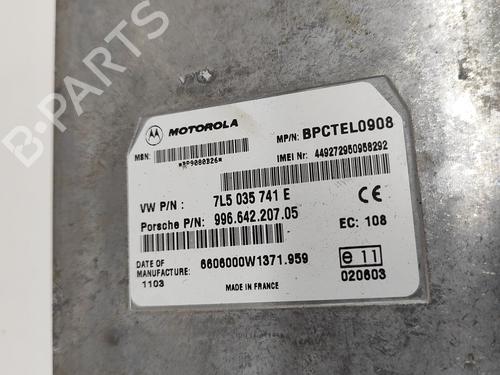 B-PARTS
MOTOROLA
MP/N: BPCTEL0908
MSN:
IMEI Nr: 449272950958292
VW P/N : 7L5 035 741 E
Porsche P/N: 996.642.207.05
CE
EC: 108
DATE OF MANUFACTURE: 6606000W1371.959
1103
e 11
020603
MADE IN FRANCE